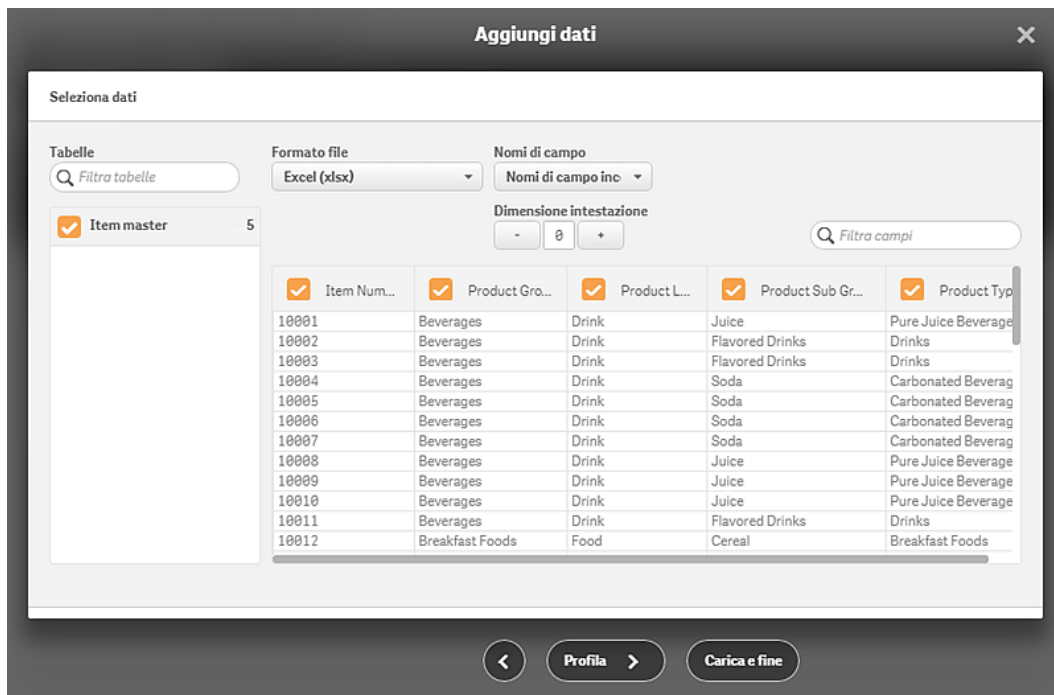 Aggiungi dati
Seleziona dati
Tabelle
Filtra tabelle
Item master 5
Formato file
Excel (xlsx)
Nomi di campo
Nomi di campo inc
Dimensione intestazione
- 0 +
Filtra campi
Item Num... Product Gro... Product L... Product Sub Gr... Product Typ
10001 Beverages Drink Juice Pure Juice Beverage
10002 Beverages Drink Flavored Drinks Drinks
10003 Beverages Drink Flavored Drinks Drinks
10004 Beverages Drink Soda Carbonated Beverag
10005 Beverages Drink Soda Carbonated Beverag
10006 Beverages Drink Soda Carbonated Beverag
10007 Beverages Drink Soda Carbonated Beverag
10008 Beverages Drink Juice Pure Juice Beverage
10009 Beverages Drink Juice Pure Juice Beverage
10010 Beverages Drink Juice Pure Juice Beverage
10011 Beverages Drink Flavored Drinks Drinks
10012 Breakfast Foods Food Cereal Breakfast Foods
Profila
Carica e fine